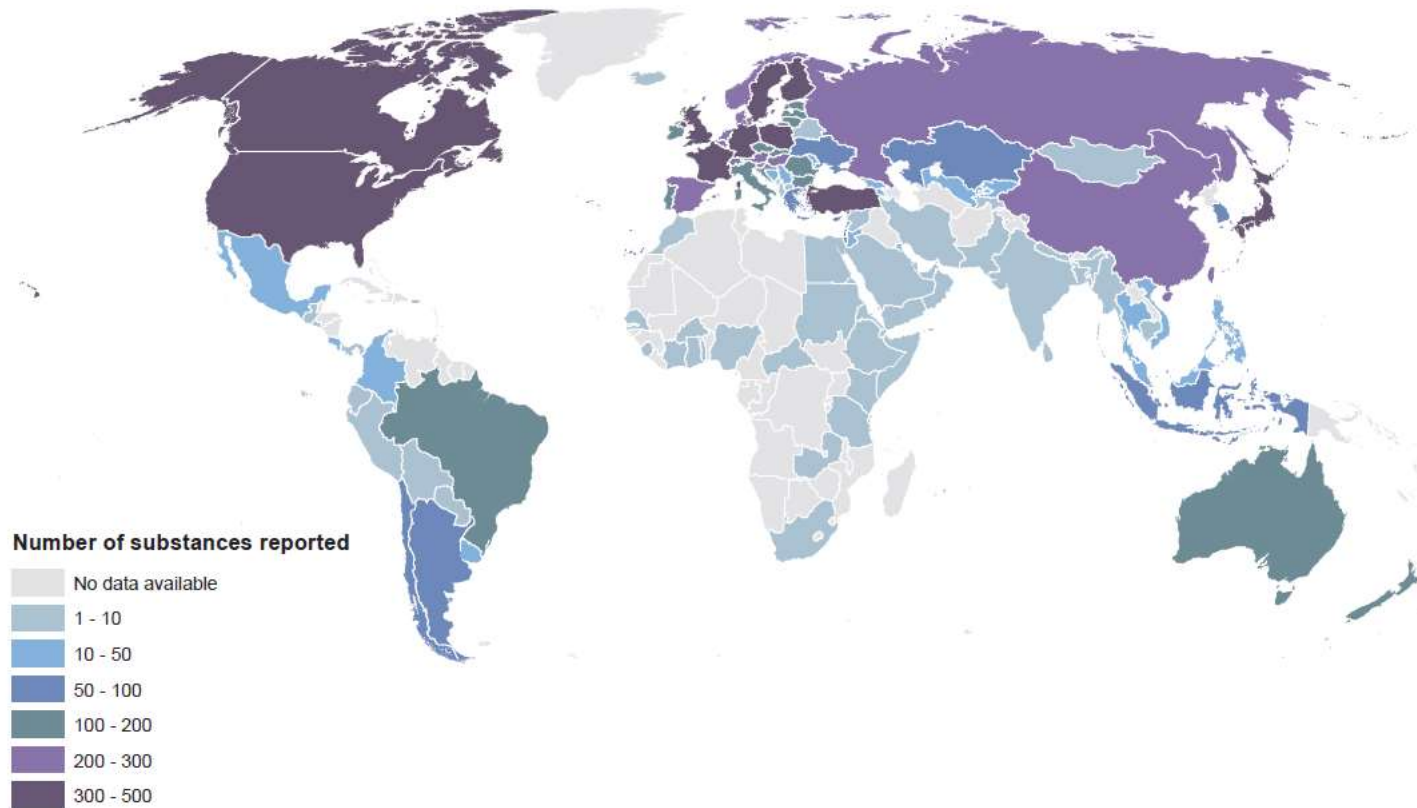 Number of substances reported
No data available
1 - 10
10 - 50
50 - 100
100 - 200
200 - 300
300 - 500